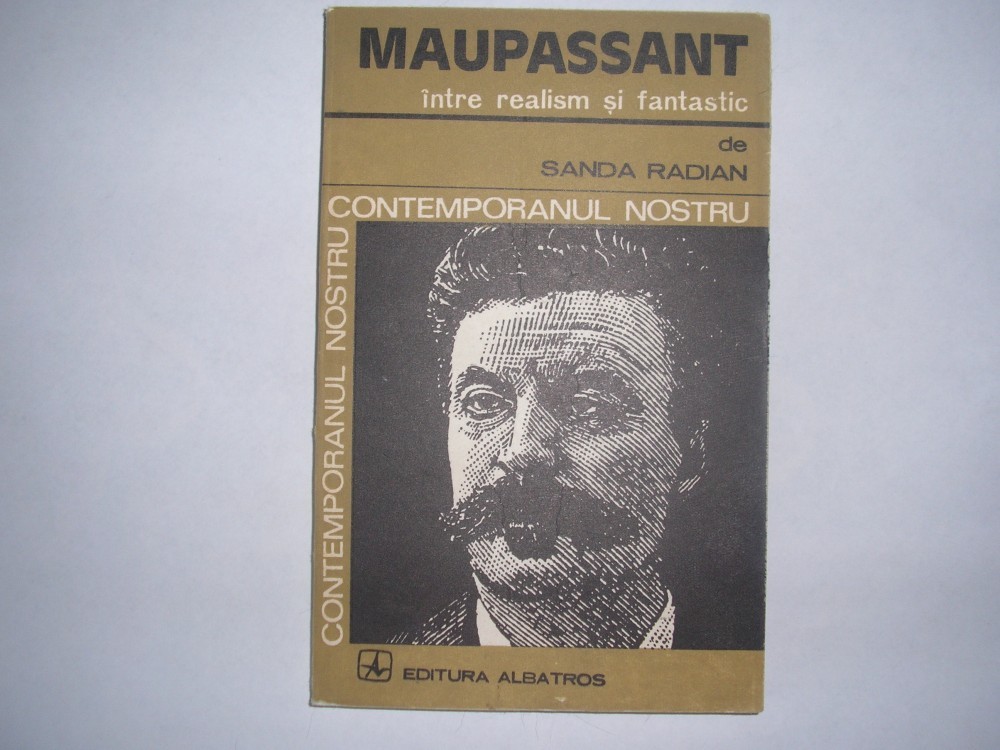 MAUPASSANT
între realism și fantastic
de
SANDA RADIAN
CONTEMPORANUL NOSTRU
CONTEMPORANUL NOSTRU
EDITURA ALBATROS